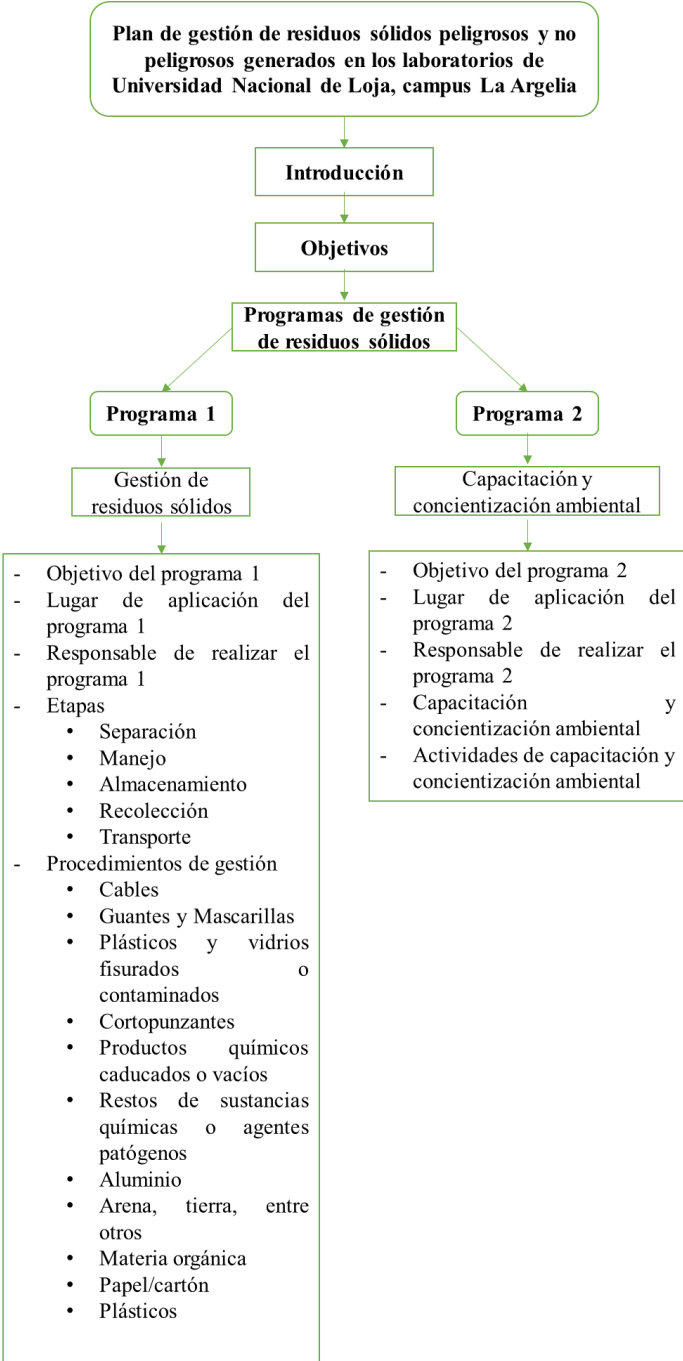 Plan de gestión de residuos sólidos peligrosos y no
peligrosos generados en los laboratorios de
Universidad Nacional de Loja, campus La Argelia
Introducción
Objetivos
Programas de gestión
de residuos sólidos
Programa 1
Gestión de
residuos sólidos
- Objetivo del programa 1
- Lugar de aplicación del
programa 1
- Responsable de realizar el
programa 1
- Etapas
• Separación
• Manejo
• Almacenamiento
• Recolección
• Transporte
- Procedimientos de gestión
• Cables
• Guantes y Mascarillas
• Plásticos y vidrios
fisurados o
contaminados
• Cortopunzantes
• Productos químicos
caducados o vacíos
• Restos de sustancias
químicas o agentes
patógenos
• Aluminio
• Arena, tierra, entre
otros
• Materia orgánica
• Papel/cartón
• Plásticos
Programa 2
Capacitación y
concientización ambiental
- Objetivo del programa 2
- Lugar de aplicación del
programa 2
- Responsable de realizar el
programa 2
- Capacitación y
concientización ambiental
- Actividades de capacitación y
concientización ambiental